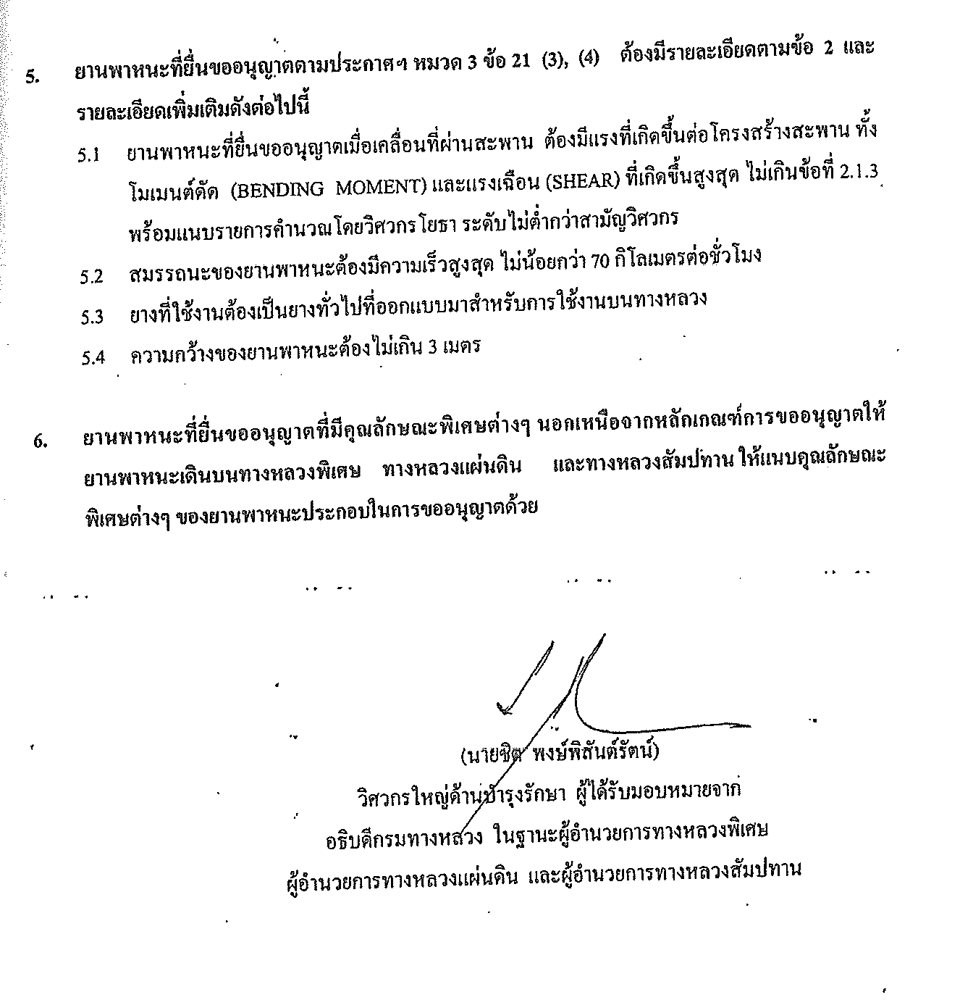 5. ยานพาหนะที่ยื่นขออนุญาตตามประกาศฯ หมวด 3 ข้อ 21 (3), (4) ต้องมีรายละเอียดตามข้อ 2 และ
รายละเอียดเพิ่มเติมดังต่อไปนี้
5.1 ยานพาหนะที่ยื่นขออนุญาตเมื่อเคลื่อนที่ผ่านสะพาน ต้องมีแรงที่เกิดขึ้นต่อโครงสร้างสะพาน ทั้ง
โมเมนต์ดัด (BENDING MOMENT) และแรงเฉือน (SHEAR) ที่เกิดขึ้นสูงสุด ไม่เกินข้อที่ 2.1.3
พร้อมแนบรายการคำนวณโดยวิศวกรโยธา ระดับไม่ต่ำกว่าสามัญวิศวกร
5.2 สมรรถนะของยานพาหนะต้องมีความเร็วสูงสุด ไม่น้อยกว่า 70 กิโลเมตรต่อชั่วโมง
5.3 ยางที่ใช้งานต้องเป็นยางทั่วไปที่ออกแบบมาสำหรับการใช้งานบนทางหลวง
5.4 ความกว้างของยานพาหนะต้องไม่เกิน 3 เมตร
6. ยานพาหนะที่ยื่นขออนุญาตที่มีคุณลักษณะพิเศษต่างๆ นอกเหนือจากหลักเกณฑ์การขออนุญาตให้
ยานพาหนะเดินบนทางหลวงพิเศษ ทางหลวงแผ่นดิน และทางหลวงสัมปทาน ให้แนบคุณลักษณะ
พิเศษต่างๆ ของยานพาหนะประกอบในการขออนุญาตด้วย
(นายชิต พงษ์พิสันต์รัตน์)
วิศวกรใหญ่ด้านบำรุงรักษา ผู้ได้รับมอบหมายจาก
อธิบดีกรมทางหลวง ในฐานะผู้อำนวยการทางหลวงพิเศษ
ผู้อำนวยการทางหลวงแผ่นดิน และผู้อำนวยการทางหลวงสัมปทาน